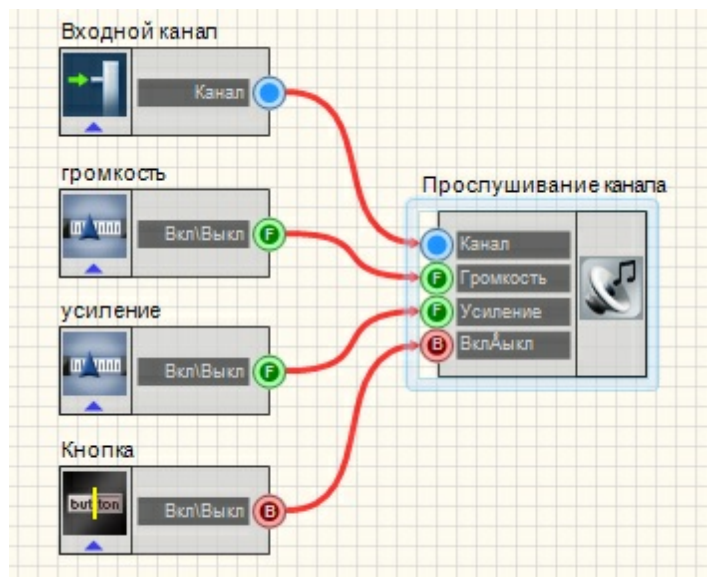 Входной канал
Канал
громкость
Вкл\Выкл F
усиление
Вкл\Выкл F
Кнопка
button Вкл\Выкл B
Прослушивание канала
Канал
F Громкость
F Усиление
B